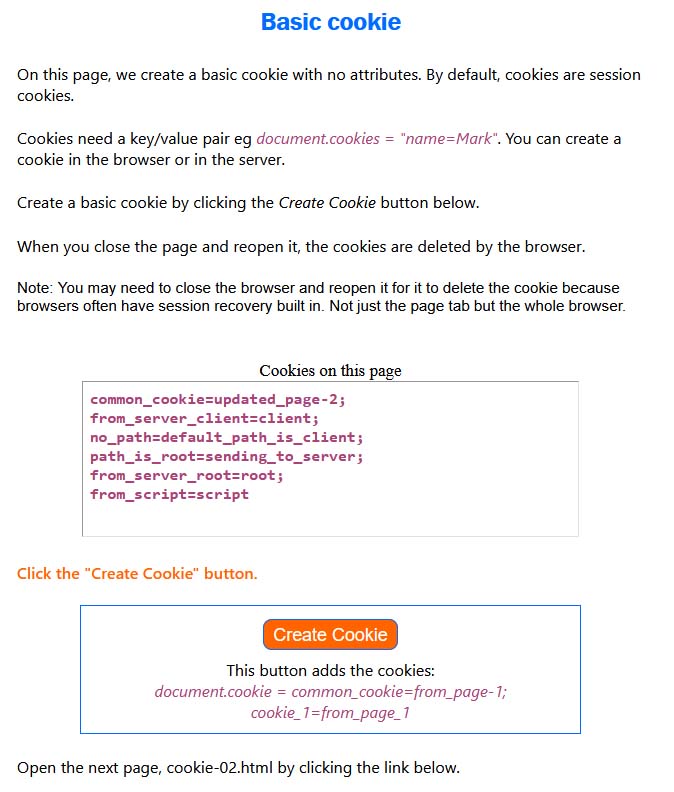 Basic cookie
On this page, we create a basic cookie with no attributes. By default, cookies are session
cookies.
Cookies need a key/value pair eg document.cookies = "name=Mark". You can create a
cookie in the browser or in the server.
Create a basic cookie by clicking the Create Cookie button below.
When you close the page and reopen it, the cookies are deleted by the browser.
Note: You may need to close the browser and reopen it for it to delete the cookie because
browsers often have session recovery built in. Not just the page tab but the whole browser.
Cookies on this page
common_cookie=updated_page-2;
from_server_client=client;
no_path=default_path_is_client;
path_is_root=sending_to_server;
from_server_root=root;
from_script=script
Click the "Create Cookie" button.
Create Cookie
This button adds the cookies:
document.cookie = common_cookie=from_page-1;
cookie_1=from_page_1
Open the next page, cookie-02.html by clicking the link below.